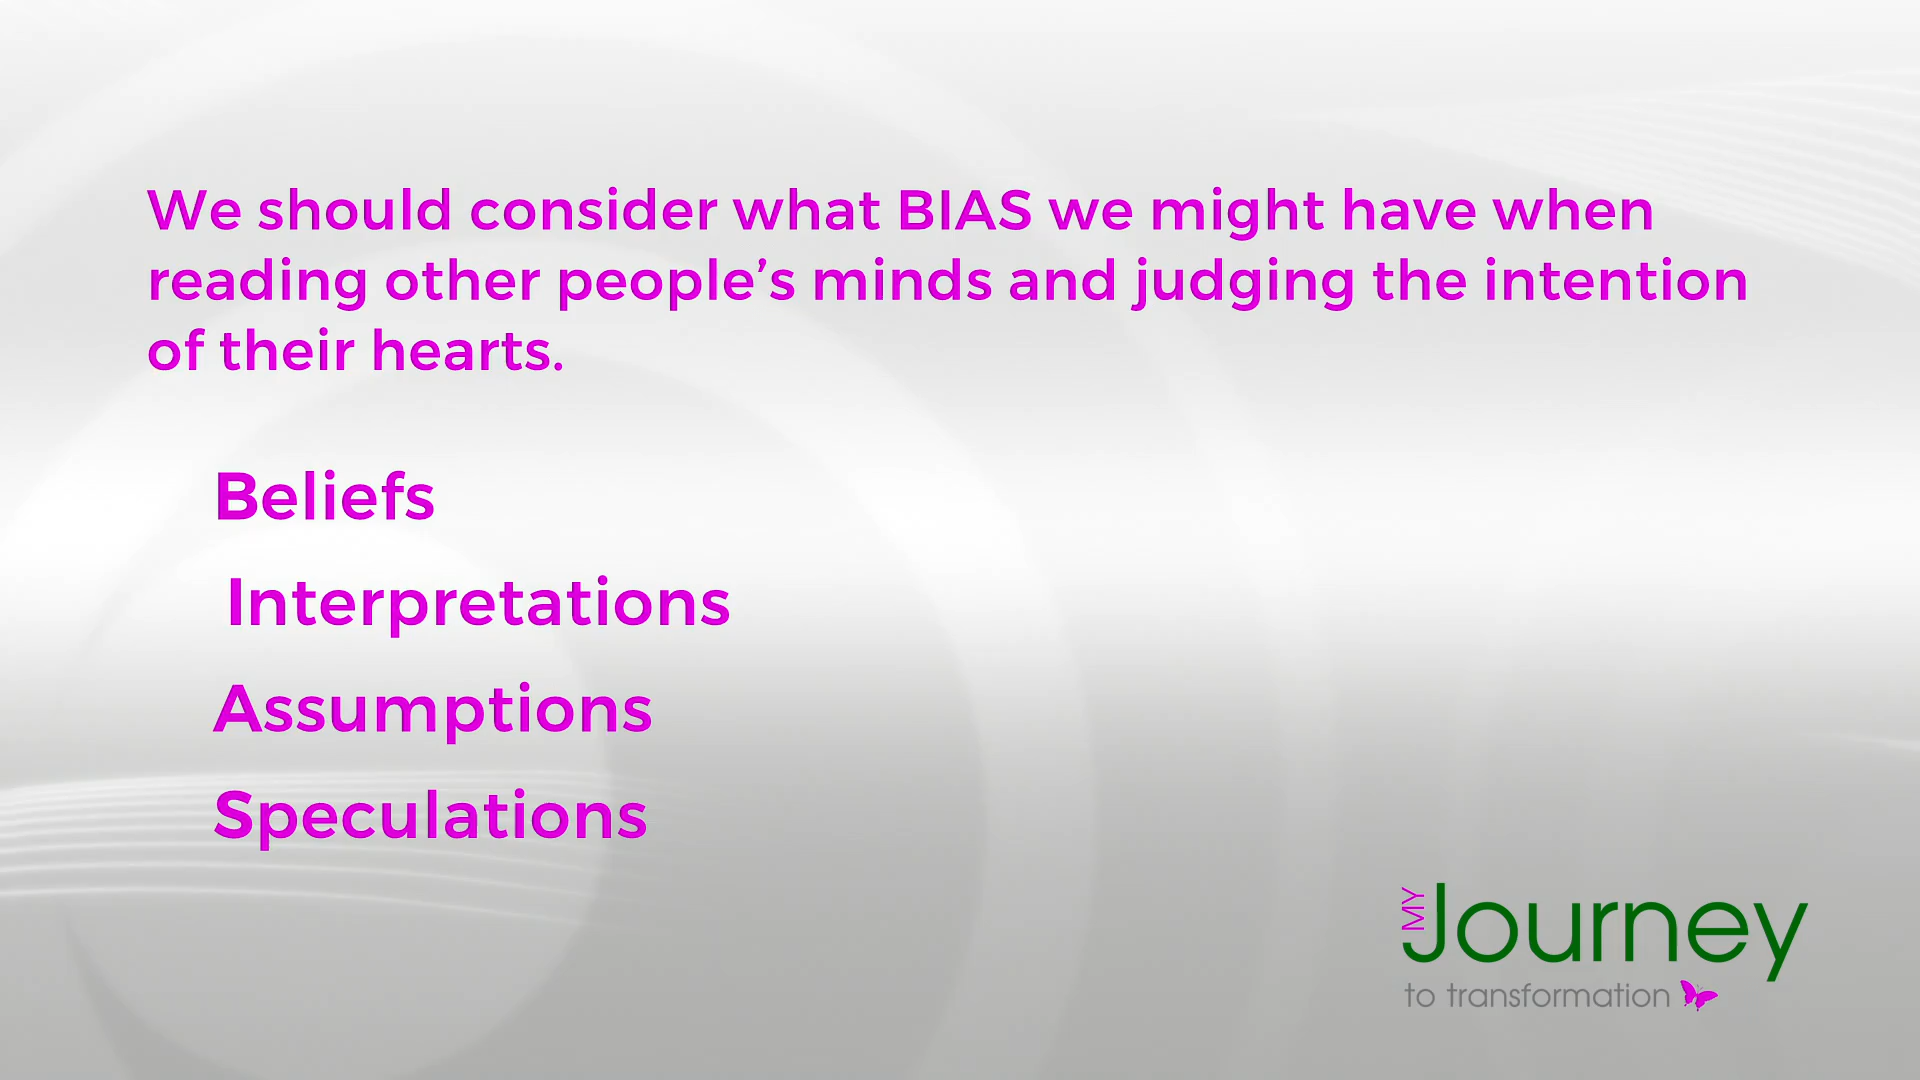 We should consider what BIAS we might have when
reading other people’s minds and judging the intention
of their hearts.
Beliefs
Interpretations
Assumptions
Speculations
MY
Journey
to transformation